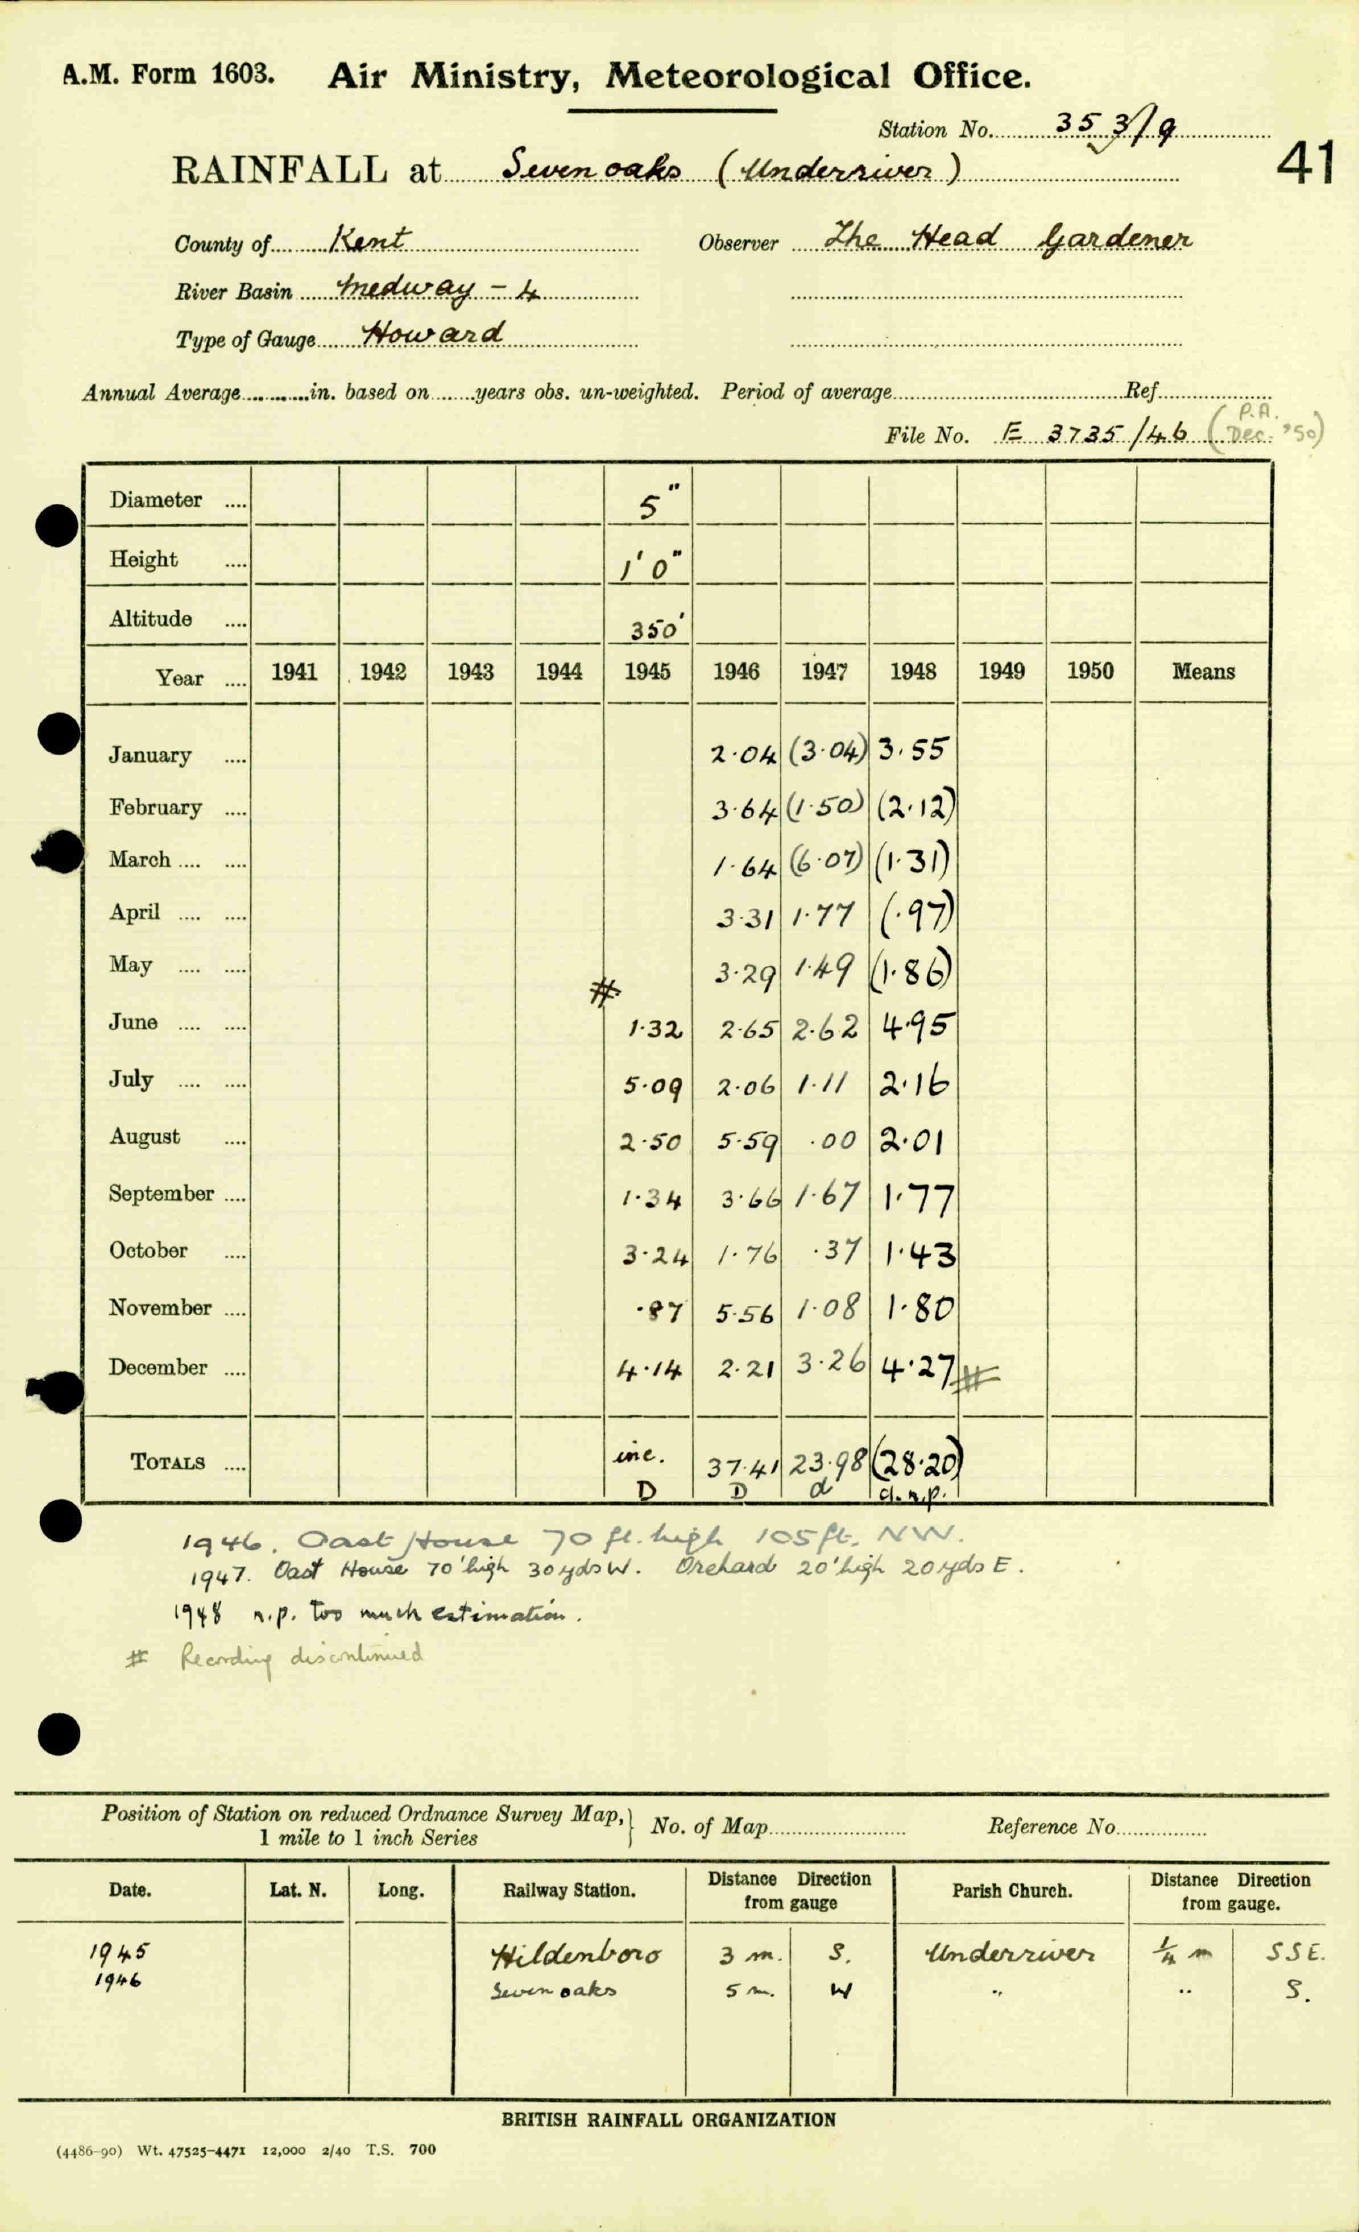 A.M. Form 1603. Air Ministry, Meteorological Office.
Station No. 353/9
41
RAINFALL at Sevenoaks (Underriver)
County of Kent Observer The Head Gardener
River Basin Medway - 4
Type of Gauge Howard
Annual Average in. based on years obs. un-weighted. Period of average Ref.
File No. E 3735/46 (P.A. Dec. '50)
Diameter .... 5"
Height .... 1' 0"
Altitude .... 350'
Year .... 1941 1942 1943 1944 1945 1946 1947 1948 1949 1950 Means
January .... 2·04 (3·04) 3·55
February .... 3·64 (1·50) (2·12)
March .... .... 1·64 (6·07) (1·31)
April .... .... 3·31 1·77 (·97)
May .... .... 3·29 1·49 (1·86)
#
June .... .... 1·32 2·65 2·62 4·95
July .... .... 5·09 2·06 1·11 2·16
August .... 2·50 5·59 ·00 2·01
September .... 1·34 3·66 1·67 1·77
October .... 3·24 1·76 ·37 1·43
November .... ·87 5·56 1·08 1·80
December .... 4·14 2·21 3·26 4·27 #
TOTALS .... inc. 37·41 23·98 (28·20)
D D d d. n.p.
1946. Oast House 70 ft. high 105 ft. NW.
1947. Oast House 70' high 30 yds W. Orchard 20' high 20 yds E.
1948 n.p. too much estimation.
# Recording discontinued
Position of Station on reduced Ordnance Survey Map, 1 mile to 1 inch Series } No. of Map Reference No.
Date. Lat. N. Long. Railway Station. Distance Direction from gauge Parish Church. Distance Direction from gauge.
1945 Hildenboro 3 m. S. Underriver ¼ m SSE.
1946 Sevenoaks 5 m. W " " S.
BRITISH RAINFALL ORGANIZATION
(4486-90) Wt. 47525-4471 12,000 2/40 T.S. 700